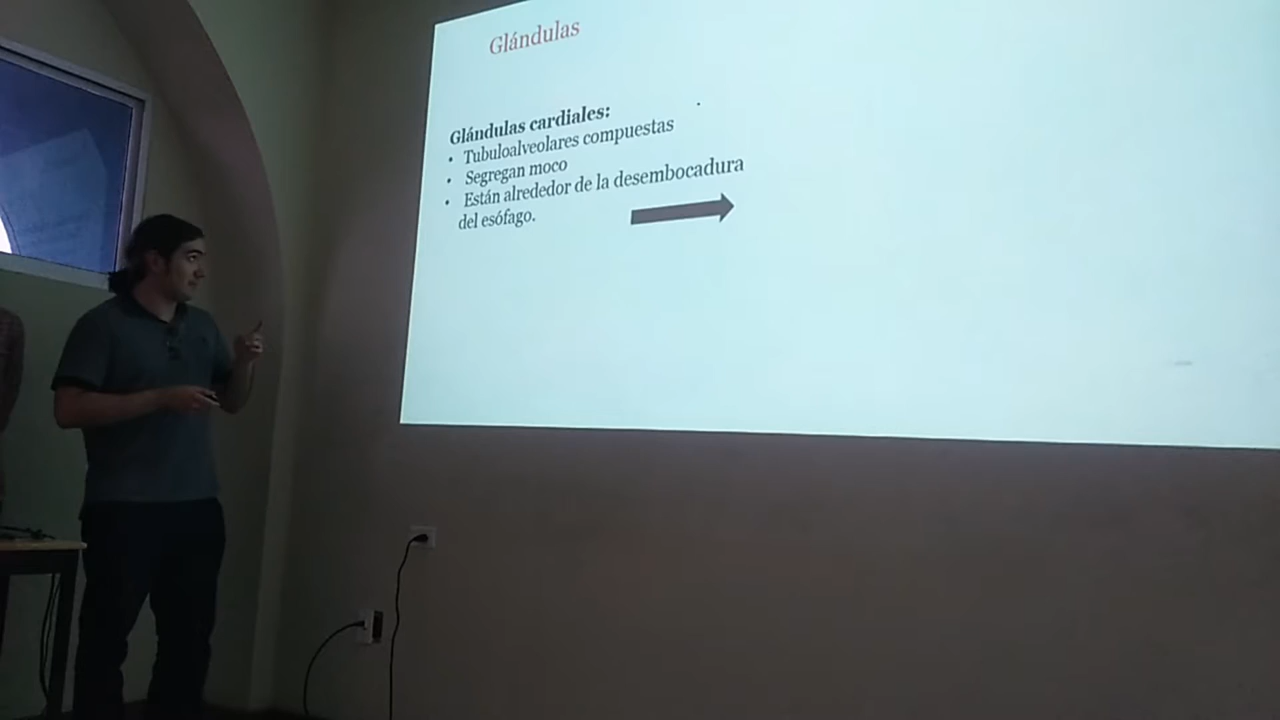 Glándulas
Glándulas cardiales:
• Tubuloalveolares compuestas
• Segregan moco
• Están alrededor de la desembocadura
del esófago.